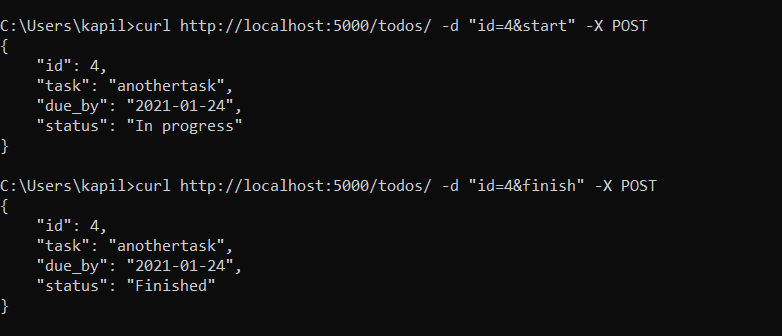 C:\Users\kapil>curl http://localhost:5000/todos/ -d "id=4&start" -X POST
{
    "id": 4,
    "task": "anothertask",
    "due_by": "2021-01-24",
    "status": "In progress"
}
C:\Users\kapil>curl http://localhost:5000/todos/ -d "id=4&finish" -X POST
{
    "id": 4,
    "task": "anothertask",
    "due_by": "2021-01-24",
    "status": "Finished"
}